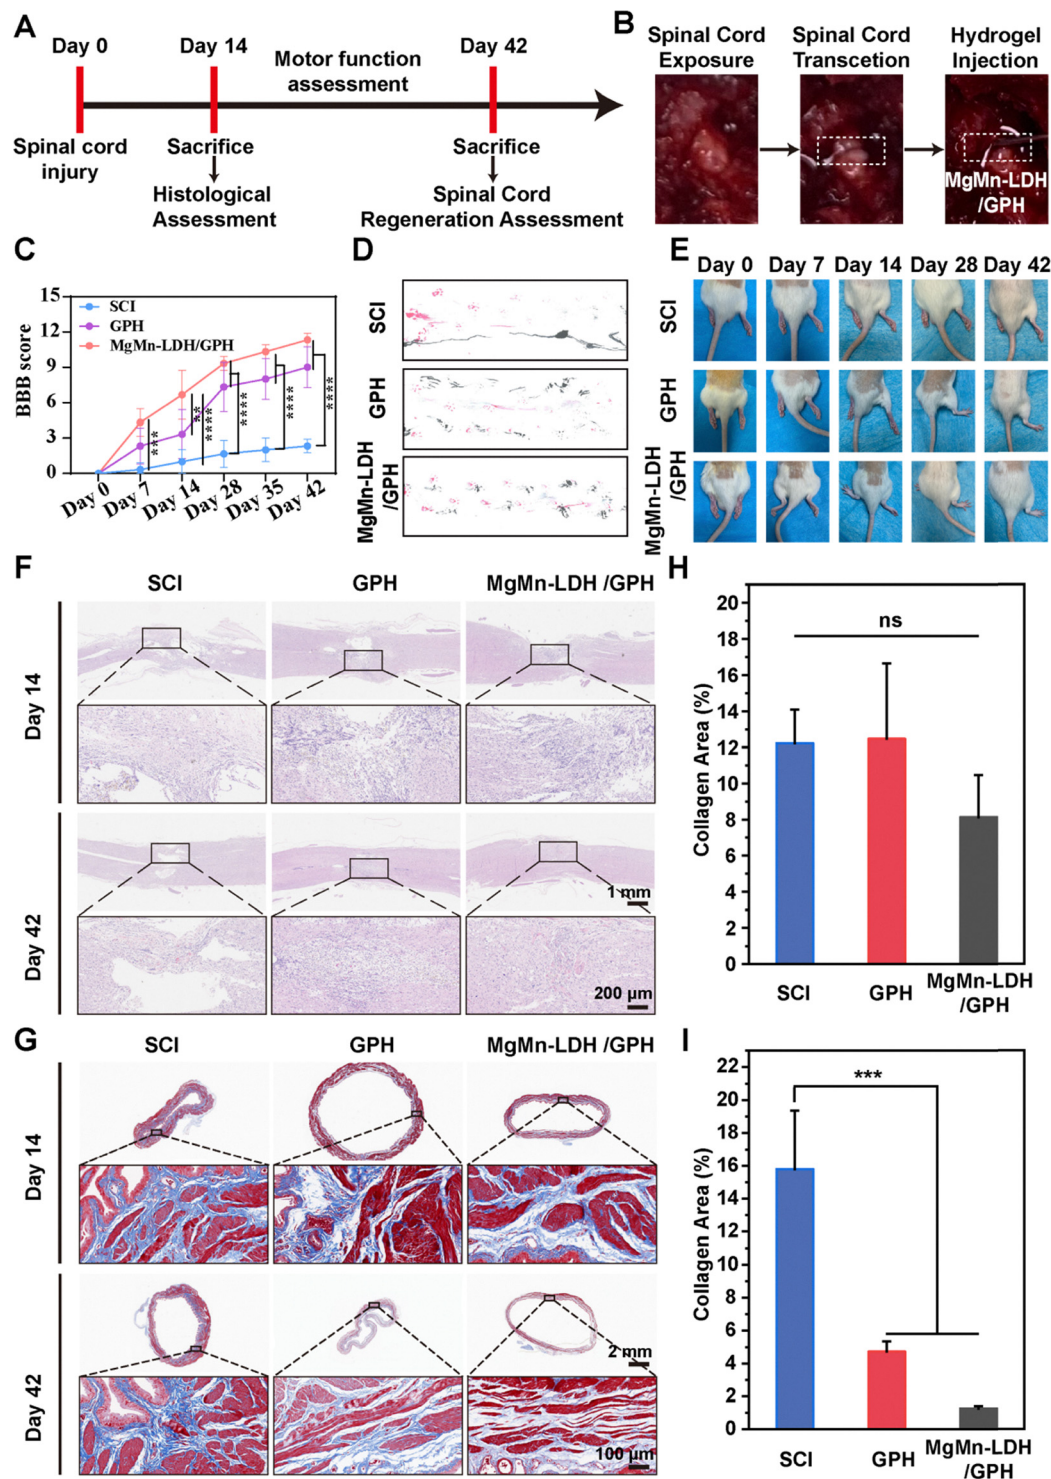 A
Day 0
Day 14
Motor function
assessment
Day 42
Spinal cord
injury
Sacrifice
Histological
Assessment
Sacrifice
Spinal Cord
Regeneration Assessment
B
Spinal Cord
Exposure
Spinal Cord
Transcetion
Hydrogel
Injection
MgMn-LDH
/GPH
C
BBB score
15
12
9
6
3
0
SCI
GPH
MgMn-LDH/GPH
***
**
****
****
****
****
Day 0
Day 7
Day 14
Day 28
Day 35
Day 42
D
SCI
GPH
MgMn-LDH
/GPH
E
Day 0
Day 7
Day 14
Day 28
Day 42
SCI
GPH
MgMn-LDH
/GPH
F
SCI
GPH
MgMn-LDH /GPH
Day 14
Day 42
1 mm
200 µm
G
SCI
GPH
MgMn-LDH /GPH
Day 14
Day 42
2 mm
100 µm
H
Collagen Area (%)
20
18
16
14
12
10
8
6
4
2
0
ns
SCI
GPH
MgMn-LDH
/GPH
I
Collagen Area (%)
22
20
18
16
14
12
10
8
6
4
2
0
***
SCI
GPH
MgMn-LDH
/GPH